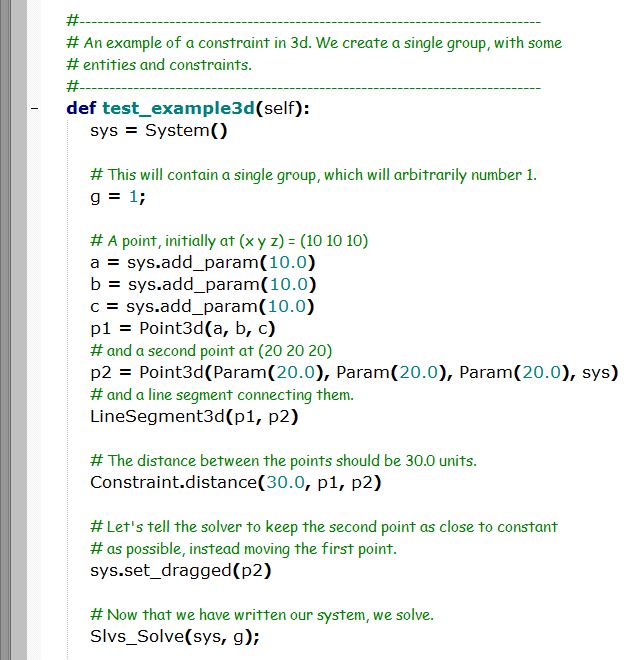 #-----------------------------------------------------------------------------
# An example of a constraint in 3d. We create a single group, with some
# entities and constraints.
#-----------------------------------------------------------------------------
def test_example3d(self):
sys = System()
# This will contain a single group, which will arbitrarily number 1.
g = 1;
# A point, initially at (x y z) = (10 10 10)
a = sys.add_param(10.0)
b = sys.add_param(10.0)
c = sys.add_param(10.0)
p1 = Point3d(a, b, c)
# and a second point at (20 20 20)
p2 = Point3d(Param(20.0), Param(20.0), Param(20.0), sys)
# and a line segment connecting them.
LineSegment3d(p1, p2)
# The distance between the points should be 30.0 units.
Constraint.distance(30.0, p1, p2)
# Let's tell the solver to keep the second point as close to constant
# as possible, instead moving the first point.
sys.set_dragged(p2)
# Now that we have written our system, we solve.
Slvs_Solve(sys, g);